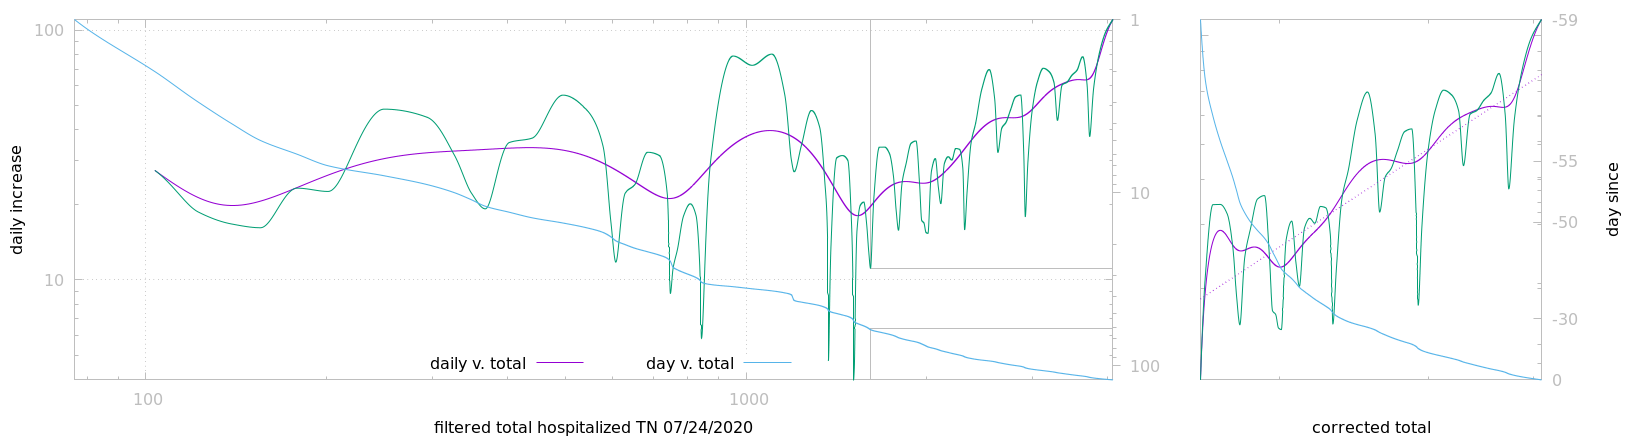 100
10
daily increase
daily v. total
day v. total
100
1000
filtered total hospitalized TN 07/24/2020
1
10
100
-59
-55
-50
-30
0
day since
corrected total